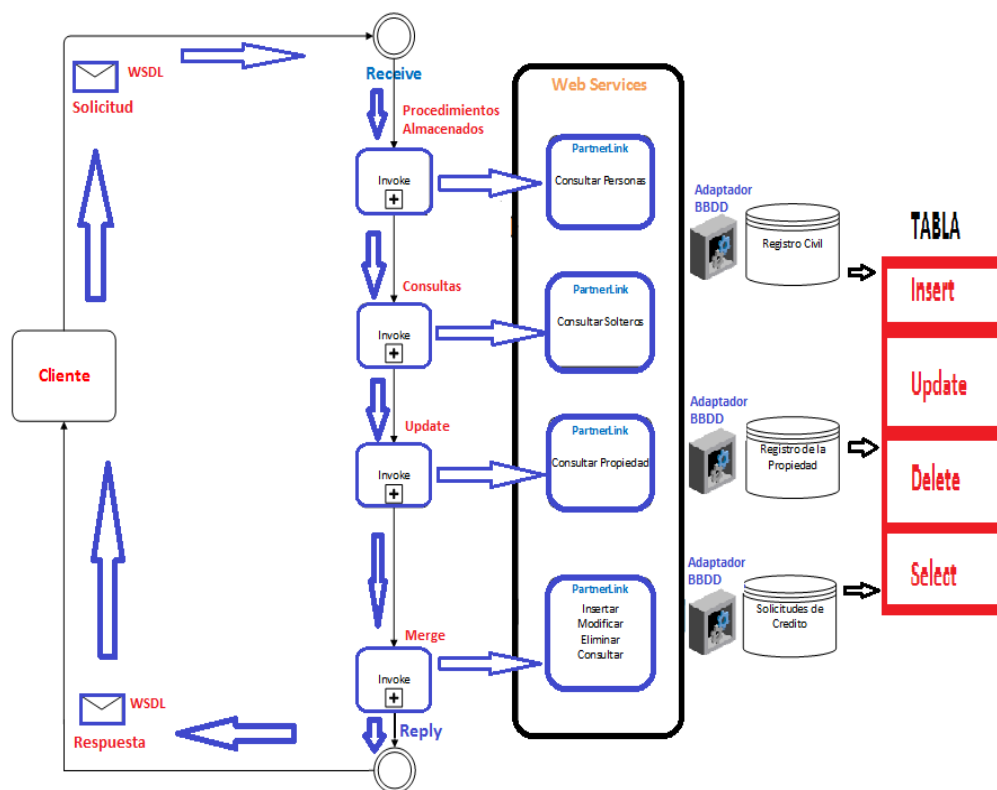 WSDL
Solicitud
Receive
Procedimientos
Almacenados
Invoke
Consultas
Invoke
Update
Invoke
Merge
Invoke
Reply
Cliente
WSDL
Respuesta
Web Services
PartnerLink
Consultar Personas
PartnerLink
Consultar Solteros
PartnerLink
Consultar Propiedad
PartnerLink
Insertar
Modificar
Eliminar
Consultar
Adaptador
BBDD
Registro Civil
Adaptador
BBDD
Registro de la
Propiedad
Adaptador
BBDD
Solicitudes de
Credito
TABLA
Insert
Update
Delete
Select